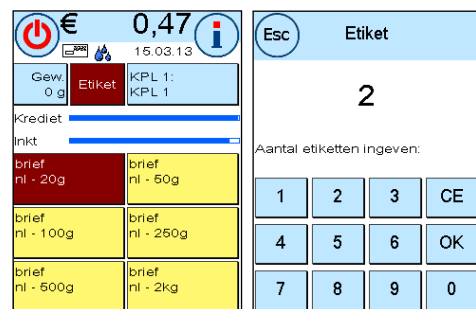 € 0,47
15.03.13
Gew.
0 g
Etiket
KPL 1:
KPL 1
Krediet
Inkt
brief
nl - 20g
brief
nl - 50g
brief
nl - 100g
brief
nl - 250g
brief
nl - 500g
brief
nl - 2kg
Esc
Etiket
2
Aantal etiketten ingeven:
1 2 3 CE
4 5 6 OK
7 8 9 0